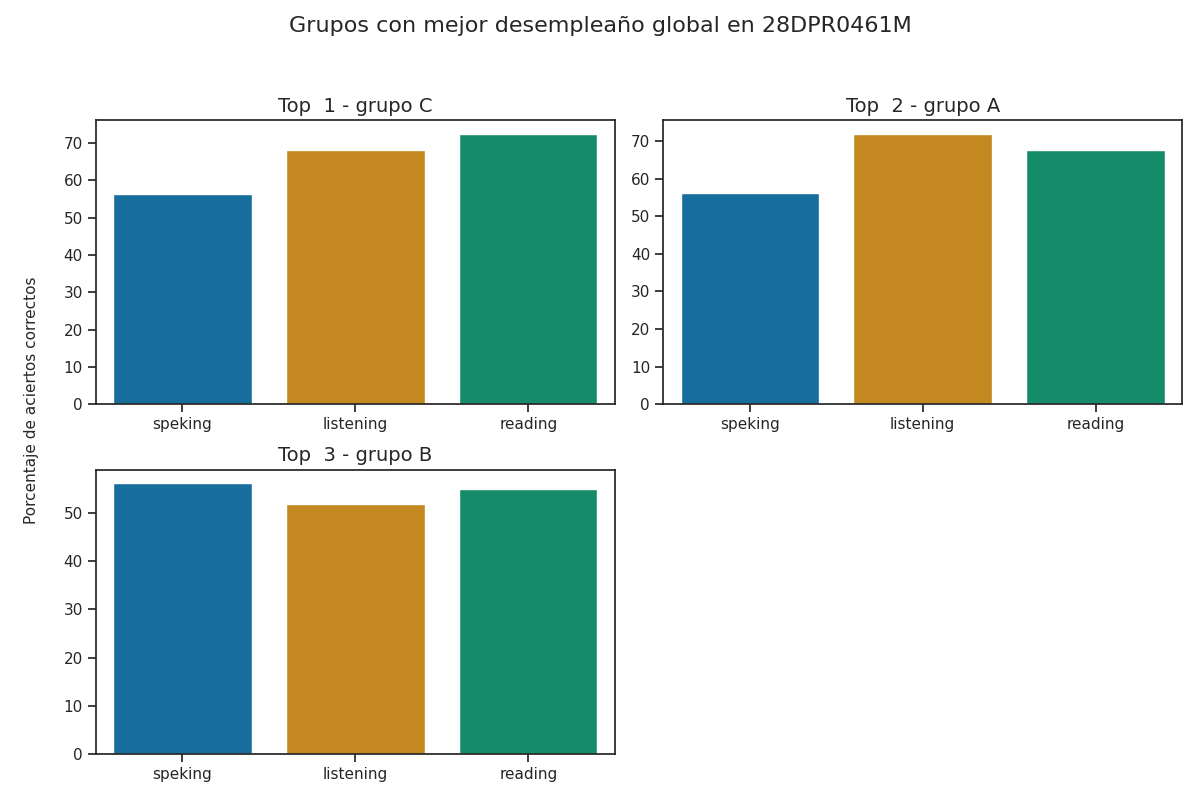 Grupos con mejor desempleaño global en 28DPR0461M
Porcentaje de aciertos correctos
Top  1 - grupo C
70
60
50
40
30
20
10
0
speking listening reading
Top  2 - grupo A
70
60
50
40
30
20
10
0
speking listening reading
Top  3 - grupo B
50
40
30
20
10
0
speking listening reading